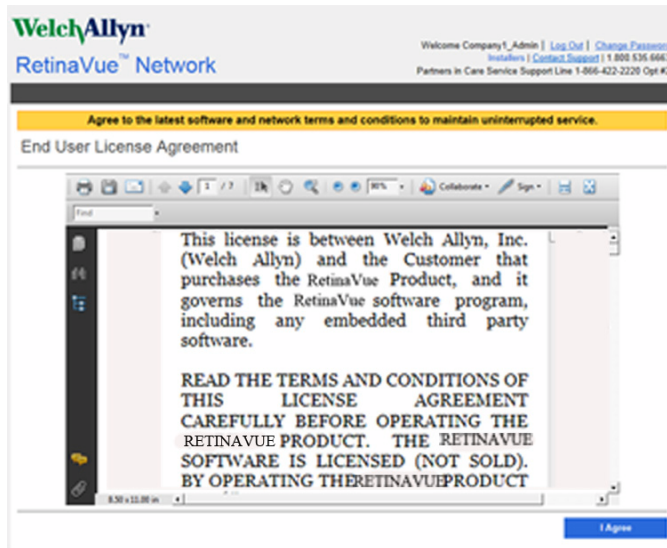 WelchAllyn
Welcome Company1_Admin | Log Out | Change Passwor
RetinaVue™ Network
Installers | Contact Support | 1.800.535.666
Partners in Care Service Support Line 1-866-422-2220 Opt #
Agree to the latest software and network terms and conditions to maintain uninterrupted service.
End User License Agreement
1 / 7
80%
Collaborate
Sign
Find
This license is between Welch Allyn, Inc.
(Welch Allyn) and the Customer that
purchases the RetinaVue Product, and it
governs the RetinaVue software program,
including any embedded third party
software.
READ THE TERMS AND CONDITIONS OF
THIS LICENSE AGREEMENT
CAREFULLY BEFORE OPERATING THE
RETINAVUE PRODUCT. THE RETINAVUE
SOFTWARE IS LICENSED (NOT SOLD).
BY OPERATING THE RETINAVUE PRODUCT
8.50 x 11.00 in
I Agree